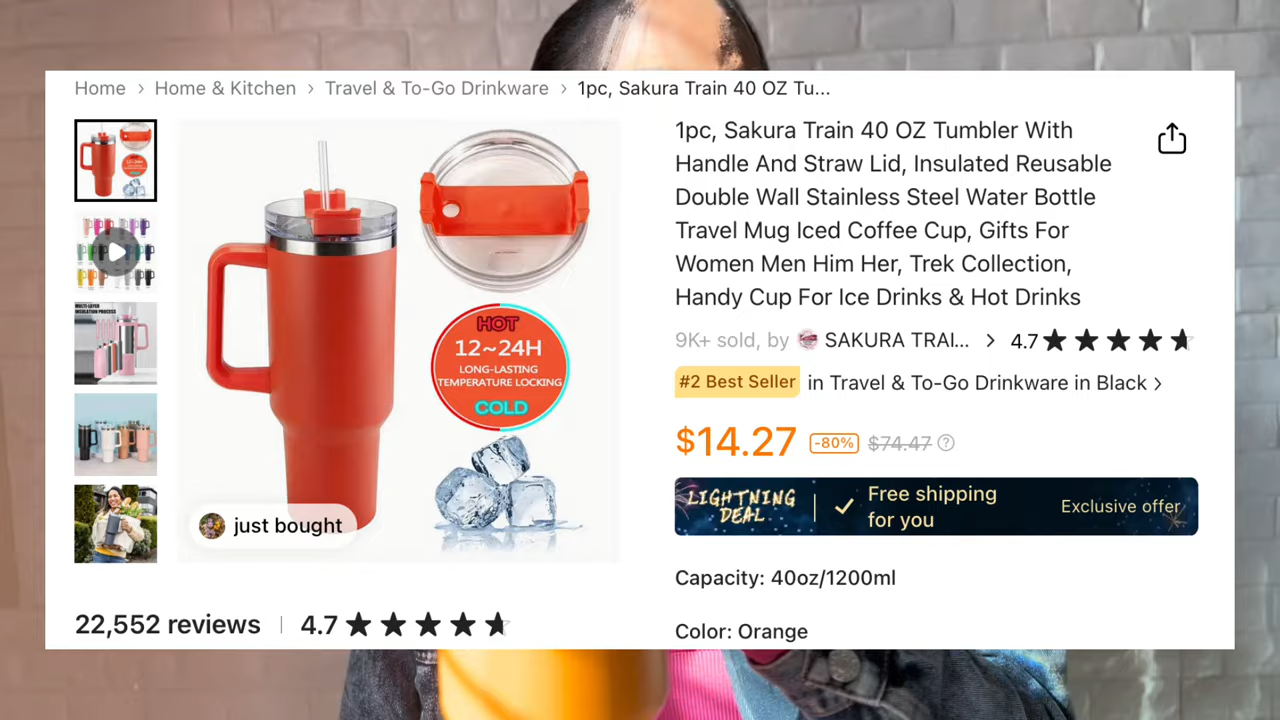 Home › Home & Kitchen › Travel & To-Go Drinkware › 1pc, Sakura Train 40 OZ Tu...
MULTI-LAYER
INSULATION PROCESS
HOT
12~24H
LONG-LASTING
TEMPERATURE LOCKING
COLD
just bought
22,552 reviews | 4.7
1pc, Sakura Train 40 OZ Tumbler With
Handle And Straw Lid, Insulated Reusable
Double Wall Stainless Steel Water Bottle
Travel Mug Iced Coffee Cup, Gifts For
Women Men Him Her, Trek Collection,
Handy Cup For Ice Drinks & Hot Drinks
9K+ sold, by SAKURA TRAI... › 4.7
#2 Best Seller in Travel & To-Go Drinkware in Black ›
$14.27 -80% $74.47 ?
LIGHTNING
DEAL
Free shipping
for you
Exclusive offer
Capacity: 40oz/1200ml
Color: Orange